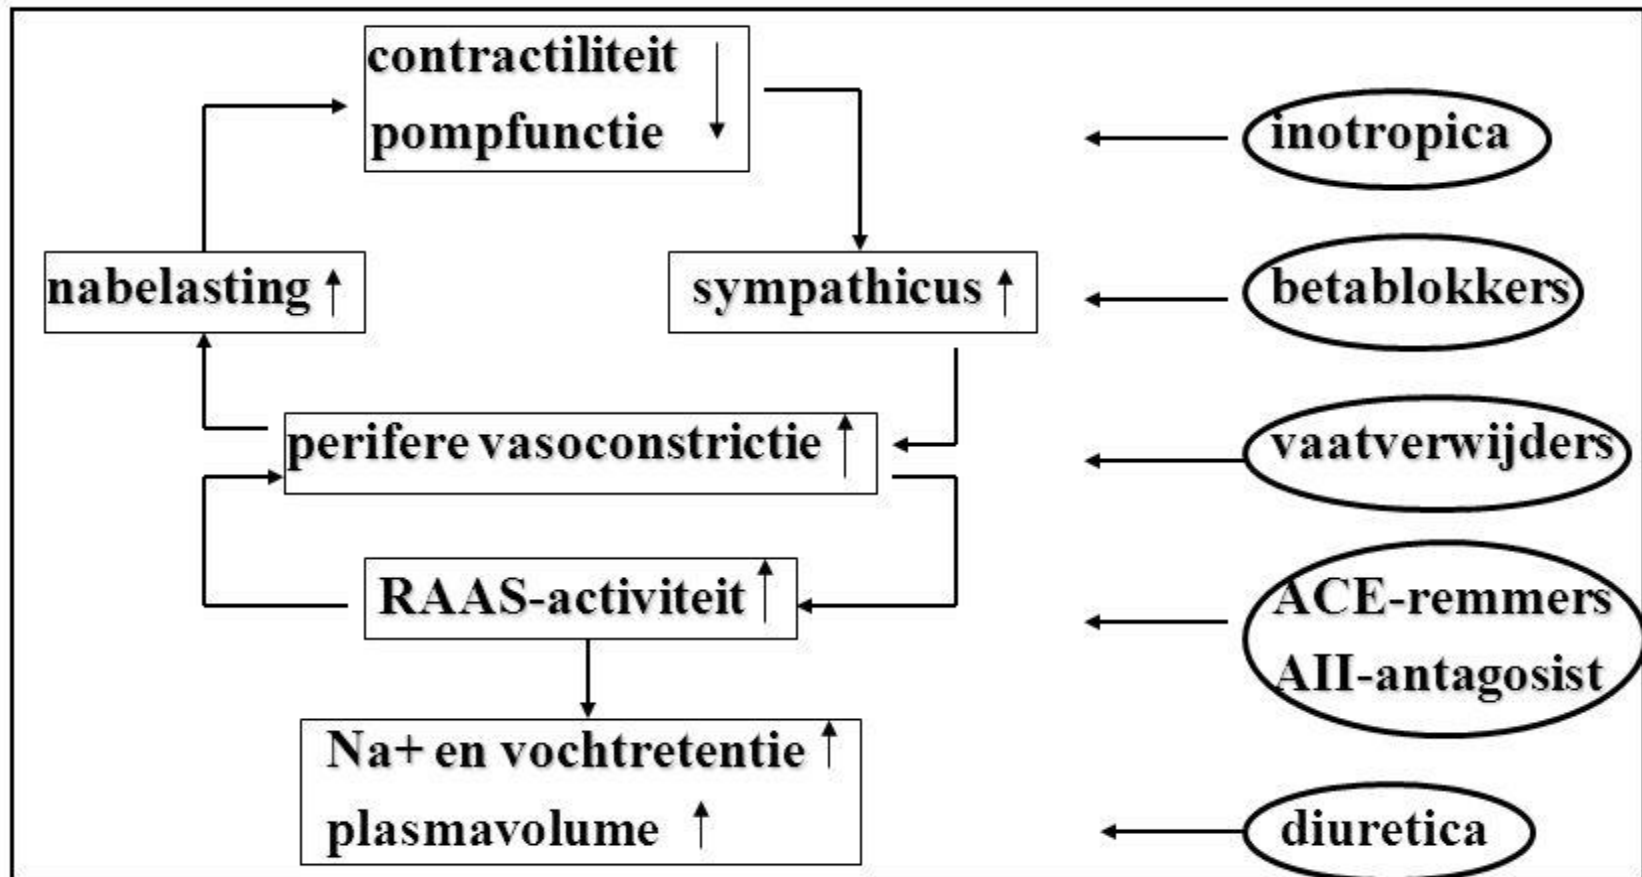 contractiliteit
pompfunctie
inotropica
nabelasting
sympathicus
betablokkers
perifere vasoconstrictie
vaatverwijders
RAAS-activiteit
ACE-remmers
AII-antagosist
Na+ en vochtretentie
plasmavolume
diuretica